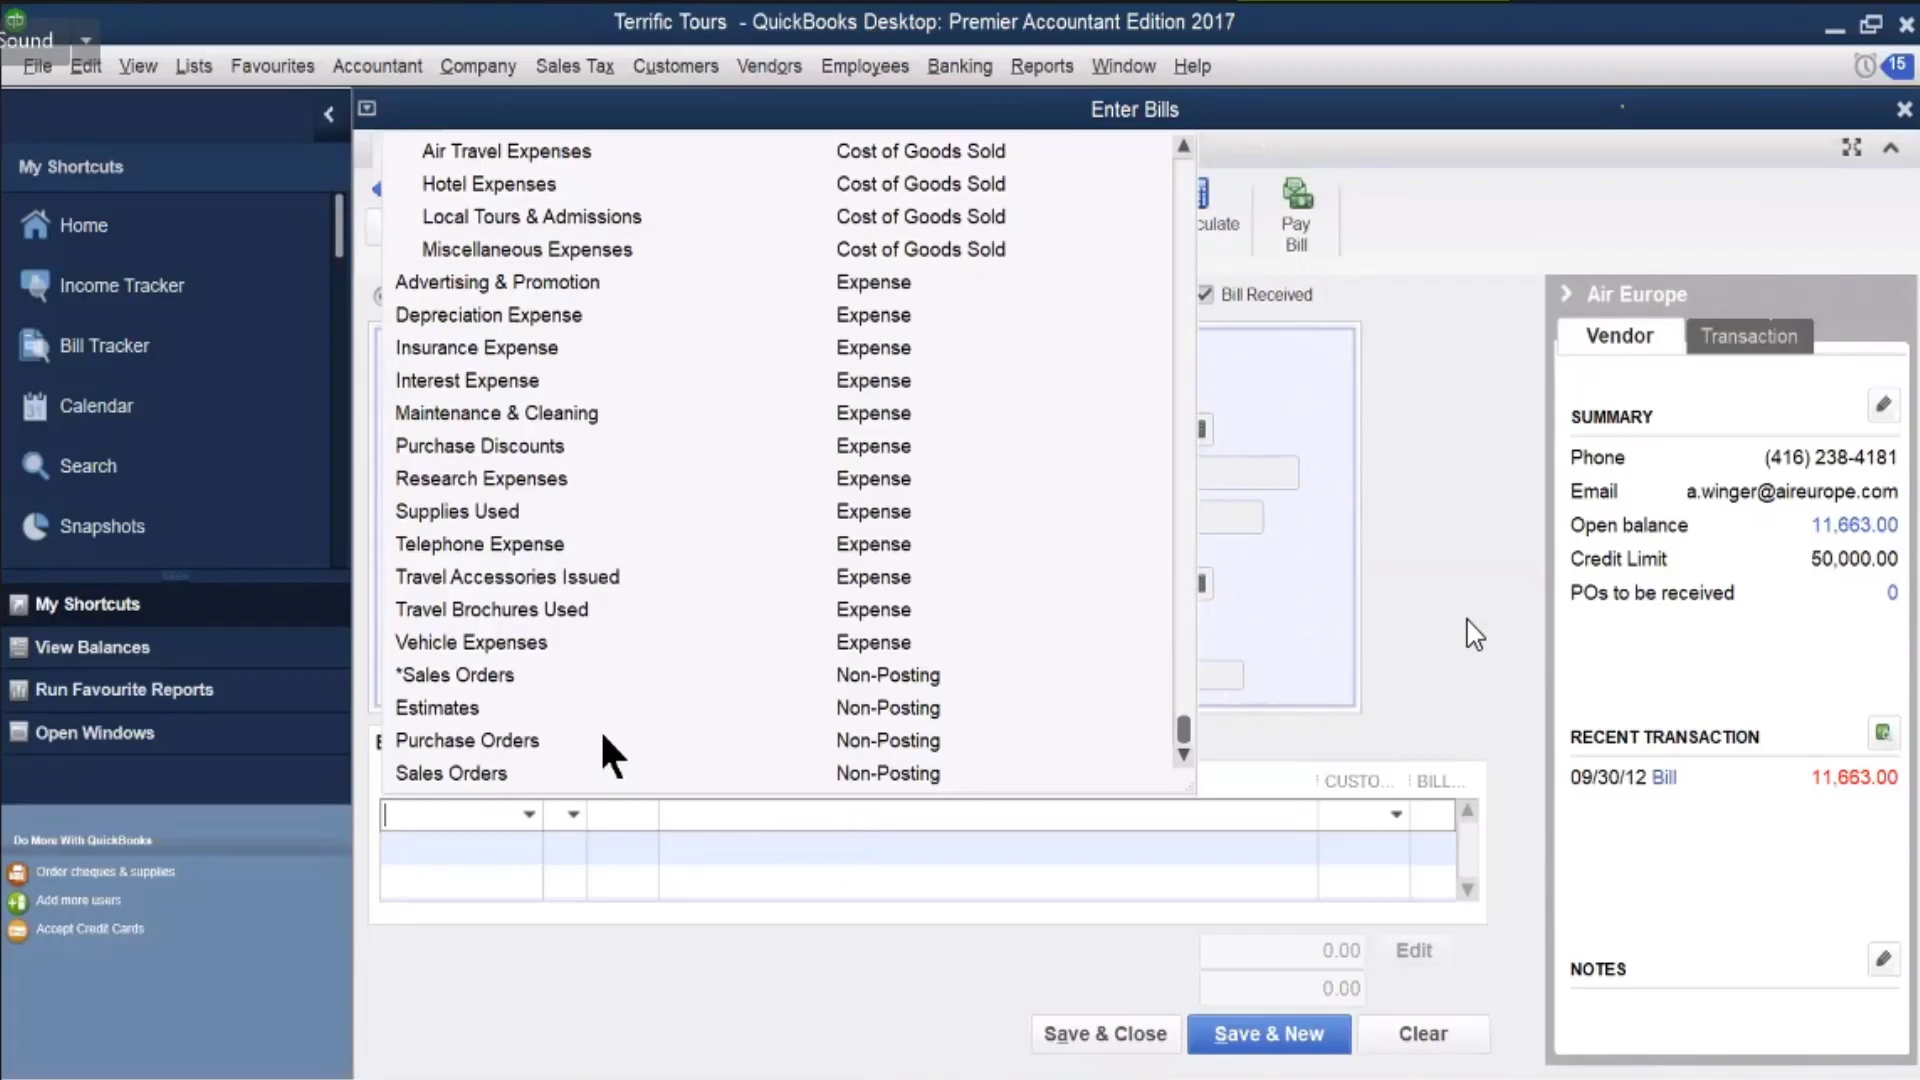 Terrific Tours - QuickBooks Desktop: Premier Accountant Edition 2017
Sound
File Edit View Lists Favourites Accountant Company Sales Tax Customers Vendors Employees Banking Reports Window Help
15
Enter Bills
My Shortcuts
Home
Income Tracker
Bill Tracker
Calendar
Search
Snapshots
My Shortcuts
View Balances
Run Favourite Reports
Open Windows
Do More With QuickBooks
Order cheques & supplies
Add more users
Accept Credit Cards
Air Travel Expenses Cost of Goods Sold
Hotel Expenses Cost of Goods Sold
Local Tours & Admissions Cost of Goods Sold
Miscellaneous Expenses Cost of Goods Sold
Advertising & Promotion Expense
Depreciation Expense Expense
Insurance Expense Expense
Interest Expense Expense
Maintenance & Cleaning Expense
Purchase Discounts Expense
Research Expenses Expense
Supplies Used Expense
Telephone Expense Expense
Travel Accessories Issued Expense
Travel Brochures Used Expense
Vehicle Expenses Expense
*Sales Orders Non-Posting
Estimates Non-Posting
Purchase Orders Non-Posting
Sales Orders Non-Posting
culate
Pay
Bill
Bill Received
CUSTO... BILL...
0.00 Edit
0.00
Save & Close Save & New Clear
Air Europe
Vendor Transaction
SUMMARY
Phone (416) 238-4181
Email a.winger@aireurope.com
Open balance 11,663.00
Credit Limit 50,000.00
POs to be received 0
RECENT TRANSACTION
09/30/12 Bill 11,663.00
NOTES